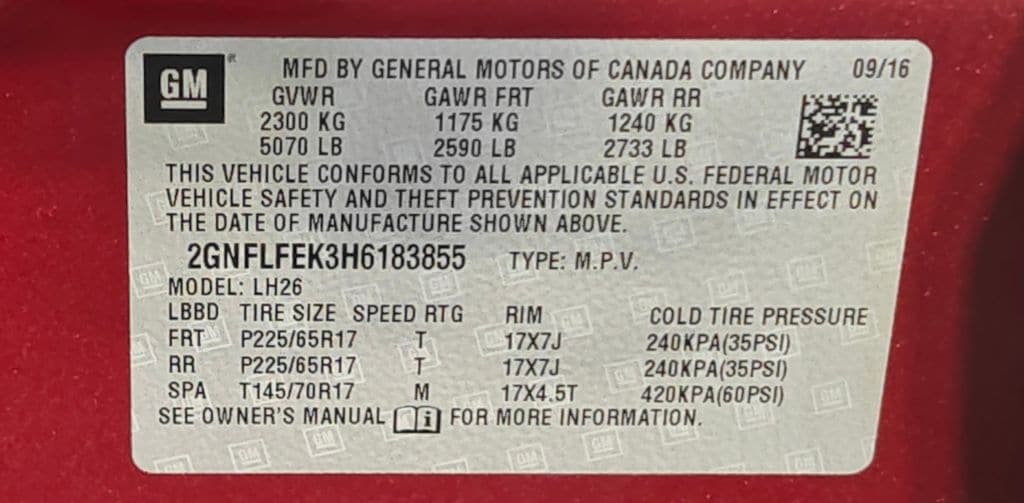 GM ® MFD BY GENERAL MOTORS OF CANADA COMPANY 09/16
GVWR GAWR FRT GAWR RR
2300 KG 1175 KG 1240 KG
5070 LB 2590 LB 2733 LB
THIS VEHICLE CONFORMS TO ALL APPLICABLE U.S. FEDERAL MOTOR
VEHICLE SAFETY AND THEFT PREVENTION STANDARDS IN EFFECT ON
THE DATE OF MANUFACTURE SHOWN ABOVE.
2GNFLFEK3H6183855 TYPE: M.P.V.
MODEL: LH26
LBBD TIRE SIZE SPEED RTG RIM COLD TIRE PRESSURE
FRT P225/65R17 T 17X7J 240KPA(35PSI)
RR P225/65R17 T 17X7J 240KPA(35PSI)
SPA T145/70R17 M 17X4.5T 420KPA(60PSI)
SEE OWNER'S MANUAL i FOR MORE INFORMATION.